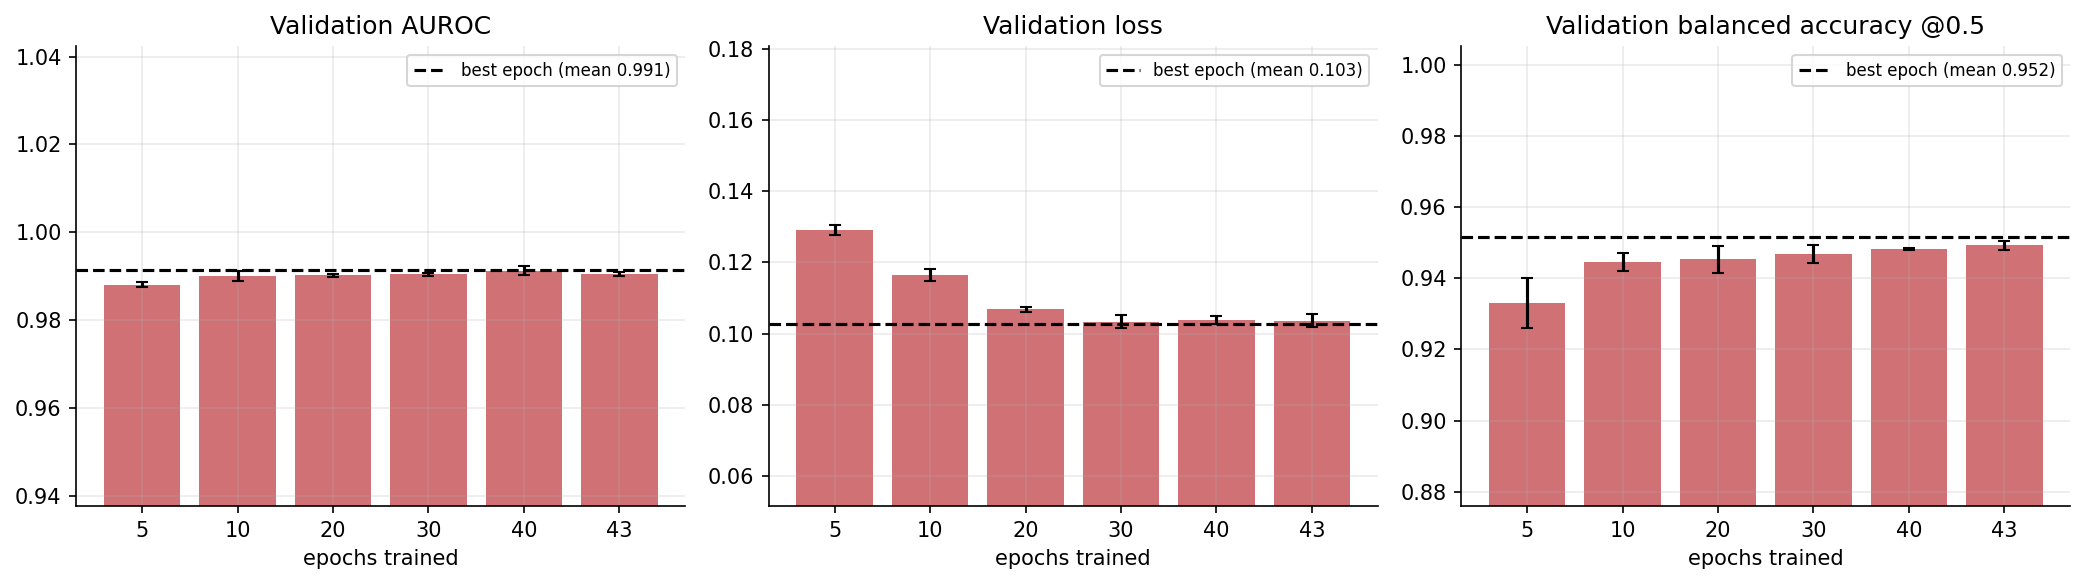 Validation AUROC
best epoch (mean 0.991)
1.04
1.02
1.00
0.98
0.96
0.94
5 10 20 30 40 43
epochs trained
Validation loss
best epoch (mean 0.103)
0.18
0.16
0.14
0.12
0.10
0.08
0.06
5 10 20 30 40 43
epochs trained
Validation balanced accuracy @0.5
best epoch (mean 0.952)
1.00
0.98
0.96
0.94
0.92
0.90
0.88
5 10 20 30 40 43
epochs trained